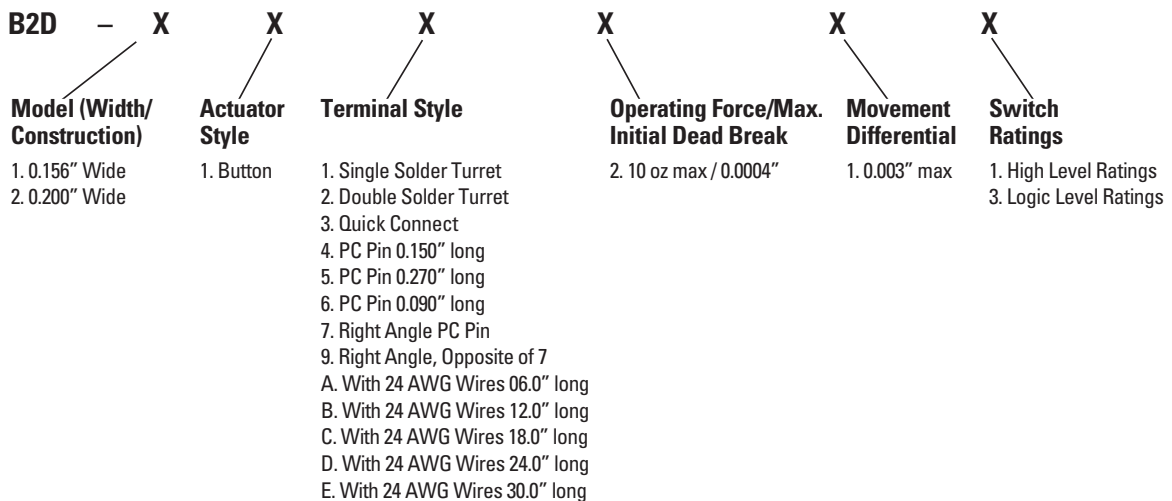 B2D – X X X X X X
Model (Width/
Construction)
1. 0.156″ Wide
2. 0.200″ Wide
Actuator
Style
1. Button
Terminal Style
1. Single Solder Turret
2. Double Solder Turret
3. Quick Connect
4. PC Pin 0.150″ long
5. PC Pin 0.270″ long
6. PC Pin 0.090″ long
7. Right Angle PC Pin
9. Right Angle, Opposite of 7
A. With 24 AWG Wires 06.0″ long
B. With 24 AWG Wires 12.0″ long
C. With 24 AWG Wires 18.0″ long
D. With 24 AWG Wires 24.0″ long
E. With 24 AWG Wires 30.0″ long
Operating Force/Max.
Initial Dead Break
2. 10 oz max / 0.0004″
Movement
Differential
1. 0.003″ max
Switch
Ratings
1. High Level Ratings
3. Logic Level Ratings